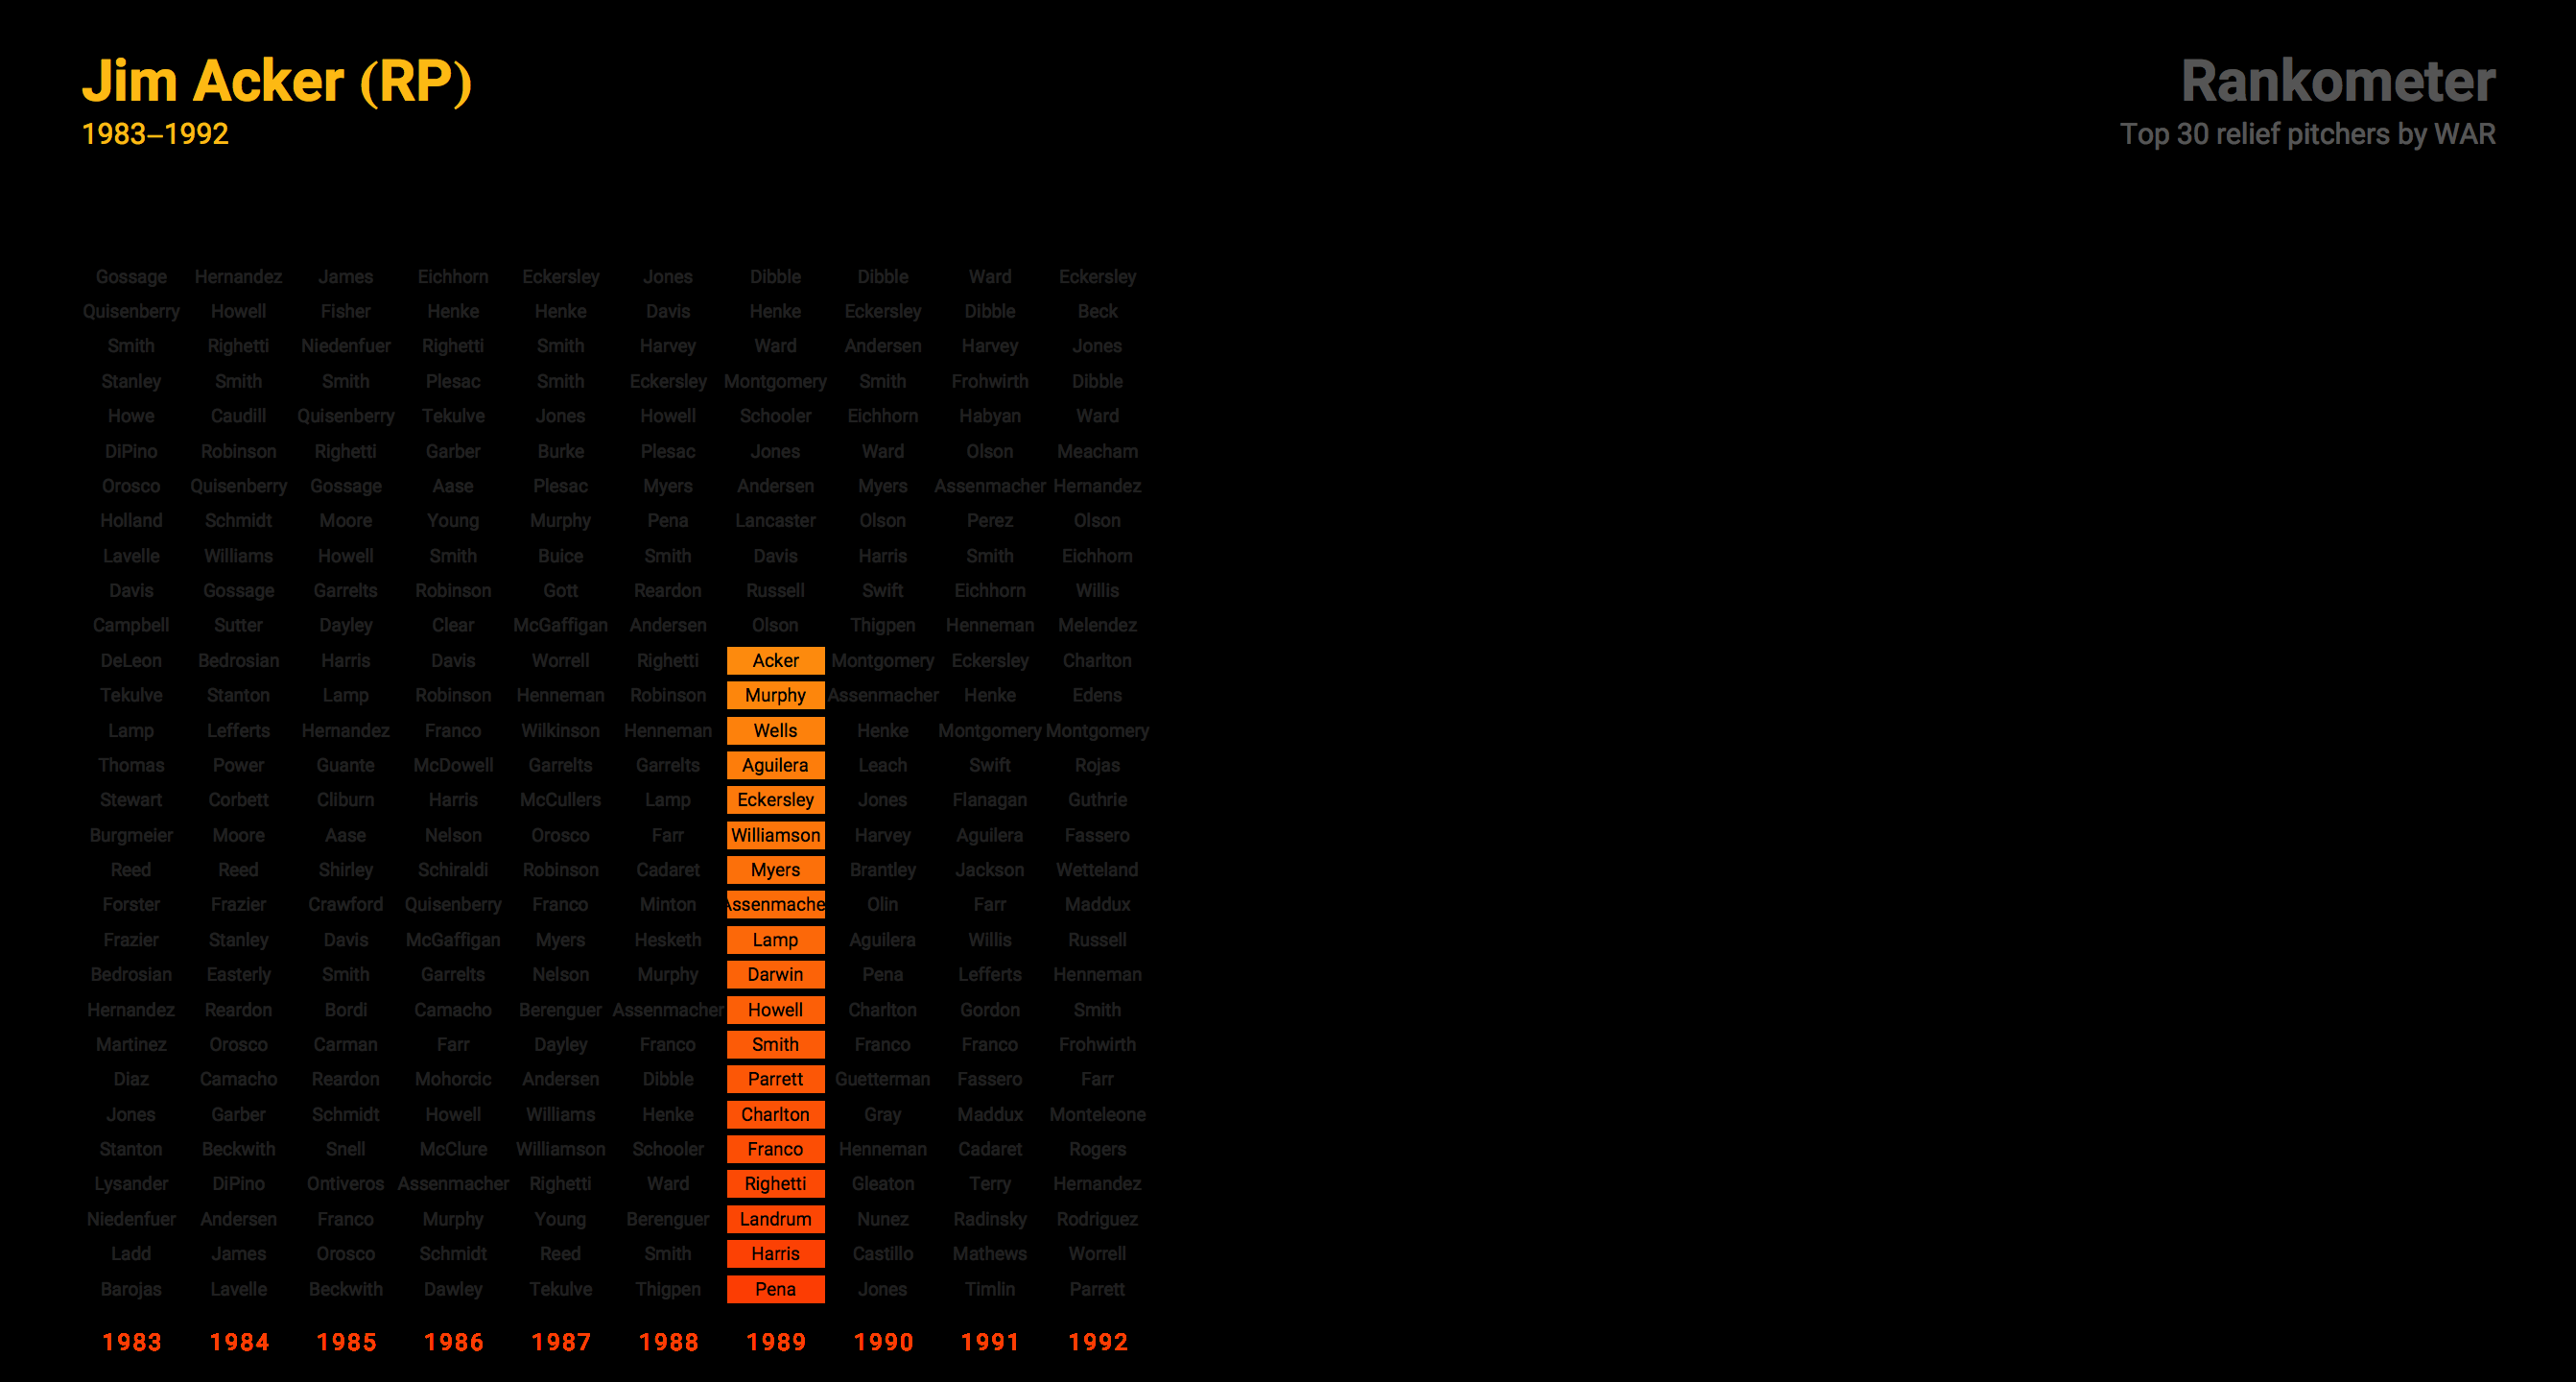 Jim Acker (RP)
1983–1992
Rankometer
Top 30 relief pitchers by WAR
Gossage Hernandez James Eichhorn Eckersley Jones Dibble Dibble Ward Eckersley
Quisenberry Howell Fisher Henke Henke Davis Henke Eckersley Dibble Beck
Smith Righetti Niedenfuer Righetti Smith Harvey Ward Andersen Harvey Jones
Stanley Smith Smith Plesac Smith Eckersley Montgomery Smith Frohwirth Dibble
Howe Caudill Quisenberry Tekulve Jones Howell Schooler Eichhorn Habyan Ward
DiPino Robinson Righetti Garber Burke Plesac Jones Ward Olson Meacham
Orosco Quisenberry Gossage Aase Plesac Myers Andersen Myers Assenmacher Hernandez
Holland Schmidt Moore Young Murphy Pena Lancaster Olson Perez Olson
Lavelle Williams Howell Smith Buice Smith Davis Harris Smith Eichhorn
Davis Gossage Garrelts Robinson Gott Reardon Russell Swift Eichhorn Willis
Campbell Sutter Dayley Clear McGaffigan Andersen Olson Thigpen Henneman Melendez
DeLeon Bedrosian Harris Davis Worrell Righetti Acker Montgomery Eckersley Charlton
Tekulve Stanton Lamp Robinson Henneman Robinson Murphy Assenmacher Henke Edens
Lamp Lefferts Hernandez Franco Wilkinson Henneman Wells Henke Montgomery Montgomery
Thomas Power Guante McDowell Garrelts Garrelts Aguilera Leach Swift Rojas
Stewart Corbett Cliburn Harris McCullers Lamp Eckersley Jones Flanagan Guthrie
Burgmeier Moore Aase Nelson Orosco Farr Williamson Harvey Aguilera Fassero
Reed Reed Shirley Schiraldi Robinson Cadaret Myers Brantley Jackson Wetteland
Forster Frazier Crawford Quisenberry Franco Minton Assenmache Olin Farr Maddux
Frazier Stanley Davis McGaffigan Myers Hesketh Lamp Aguilera Willis Russell
Bedrosian Easterly Smith Garrelts Nelson Murphy Darwin Pena Lefferts Henneman
Hernandez Reardon Bordi Camacho Berenguer Assenmacher Howell Charlton Gordon Smith
Martinez Orosco Carman Farr Dayley Franco Smith Franco Franco Frohwirth
Diaz Camacho Reardon Mohorcic Andersen Dibble Parrett Guetterman Fassero Farr
Jones Garber Schmidt Howell Williams Henke Charlton Gray Maddux Monteleone
Stanton Beckwith Snell McClure Williamson Schooler Franco Henneman Cadaret Rogers
Lysander DiPino Ontiveros Assenmacher Righetti Ward Righetti Gleaton Terry Hernandez
Niedenfuer Andersen Franco Murphy Young Berenguer Landrum Nunez Radinsky Rodriguez
Ladd James Orosco Schmidt Reed Smith Harris Castillo Mathews Worrell
Barojas Lavelle Beckwith Dawley Tekulve Thigpen Pena Jones Timlin Parrett
1983 1984 1985 1986 1987 1988 1989 1990 1991 1992